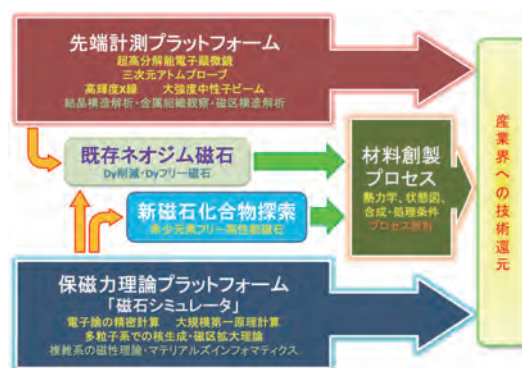 先端計測プラットフォーム
超高分解能電子顕微鏡
三次元アトムプローブ
高輝度X線 大強度中性子ビーム
結晶構造解析・金属組織観察・磁区構造解析
既存ネオジム磁石
Dy削減・Dyフリー磁石
新磁石化合物探索
希少元素フリー高性能磁石
材料創製
プロセス
熱力学、状態図、
合成・処理条件
プロセス設計
保磁力理論プラットフォーム
「磁石シミュレータ」
電子論の精密計算 大規模第一原理計算
多粒子系での核生成・磁区拡大理論
複雑系の磁性理論・マテリアルズインフォマティクス
産業界への技術還元